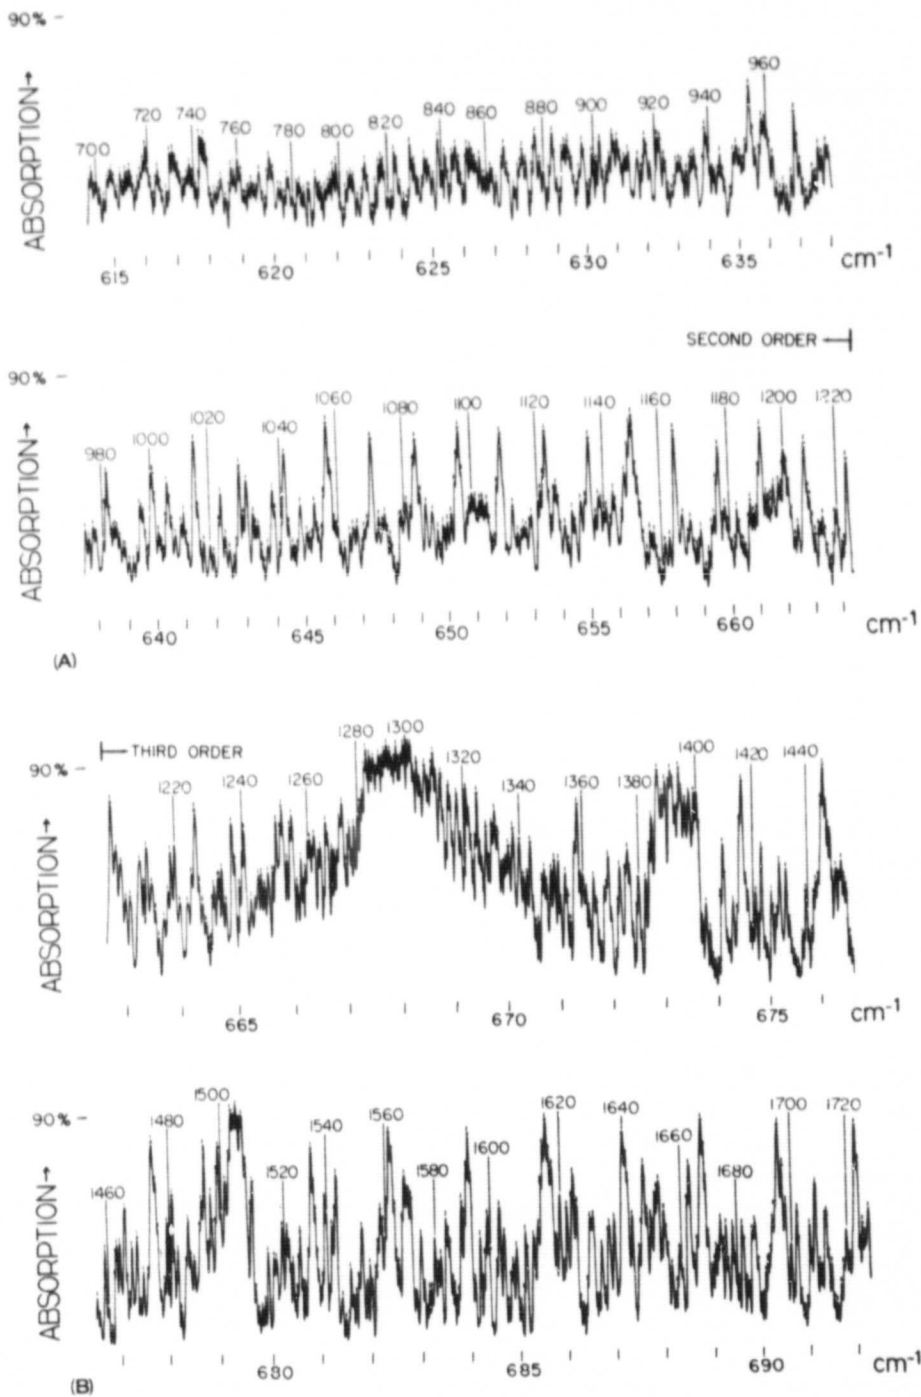 90%
ABSORPTION→
700 720 740 760 780 800 820 840 860 880 900 920 940 960
615 620 625 630 635 cm-1
SECOND ORDER
90%
ABSORPTION→
980 1000 1020 1040 1060 1080 1100 1120 1140 1160 1180 1200 1220
640 645 650 655 660 cm-1
(A)
THIRD ORDER
90%
ABSORPTION→
1220 1240 1260 1280 1300 1320 1340 1360 1380 1400 1420 1440
665 670 675 cm-1
90%
ABSORPTION→
1460 1480 1500 1520 1540 1560 1580 1600 1620 1640 1660 1680 1700 1720
630 685 690 cm-1
(B)